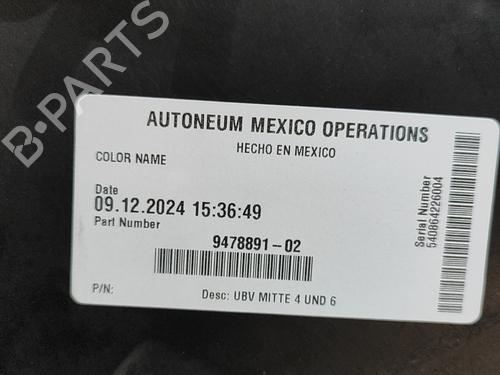 B-PARTS
AUTONEUM MEXICO OPERATIONS
HECHO EN MEXICO
COLOR NAME
Date
09.12.2024 15:36:49
Part Number
9478891-02
P/N:
Desc: UBV MITTE 4 UND 6
Serial Number
540864226004